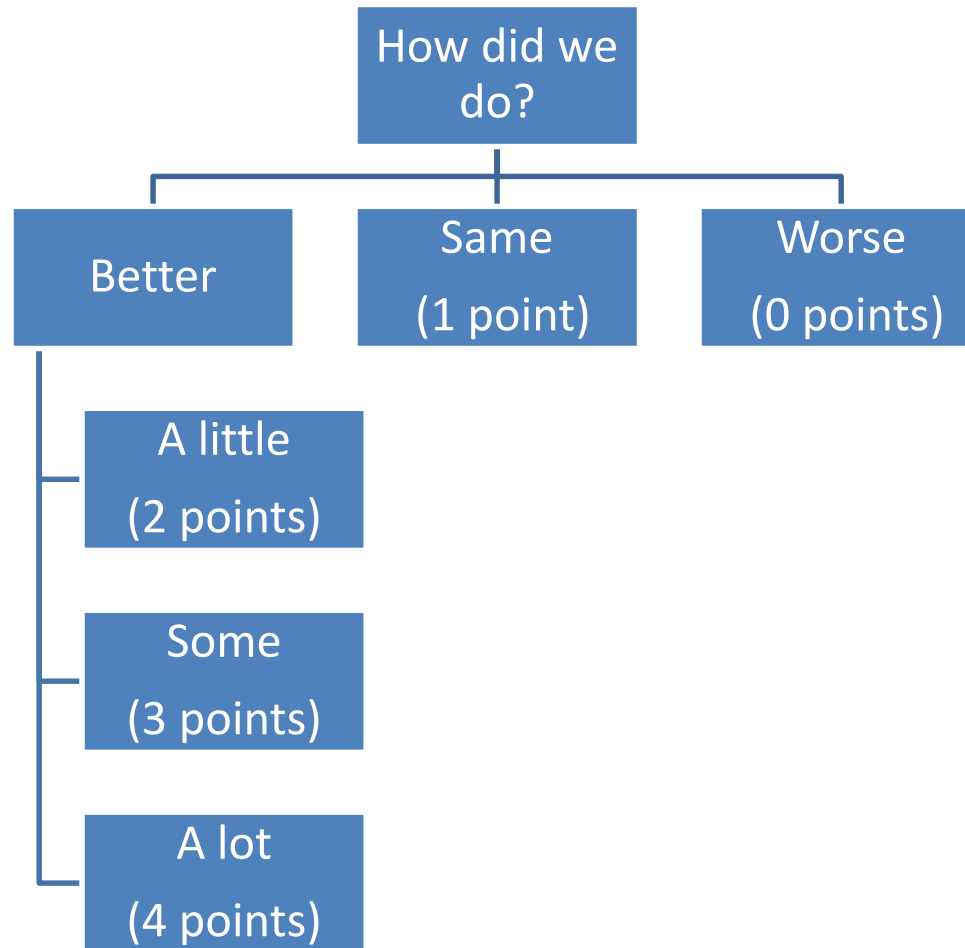 How did we
do?
Better
Same
(1 point)
Worse
(0 points)
A little
(2 points)
Some
(3 points)
A lot
(4 points)